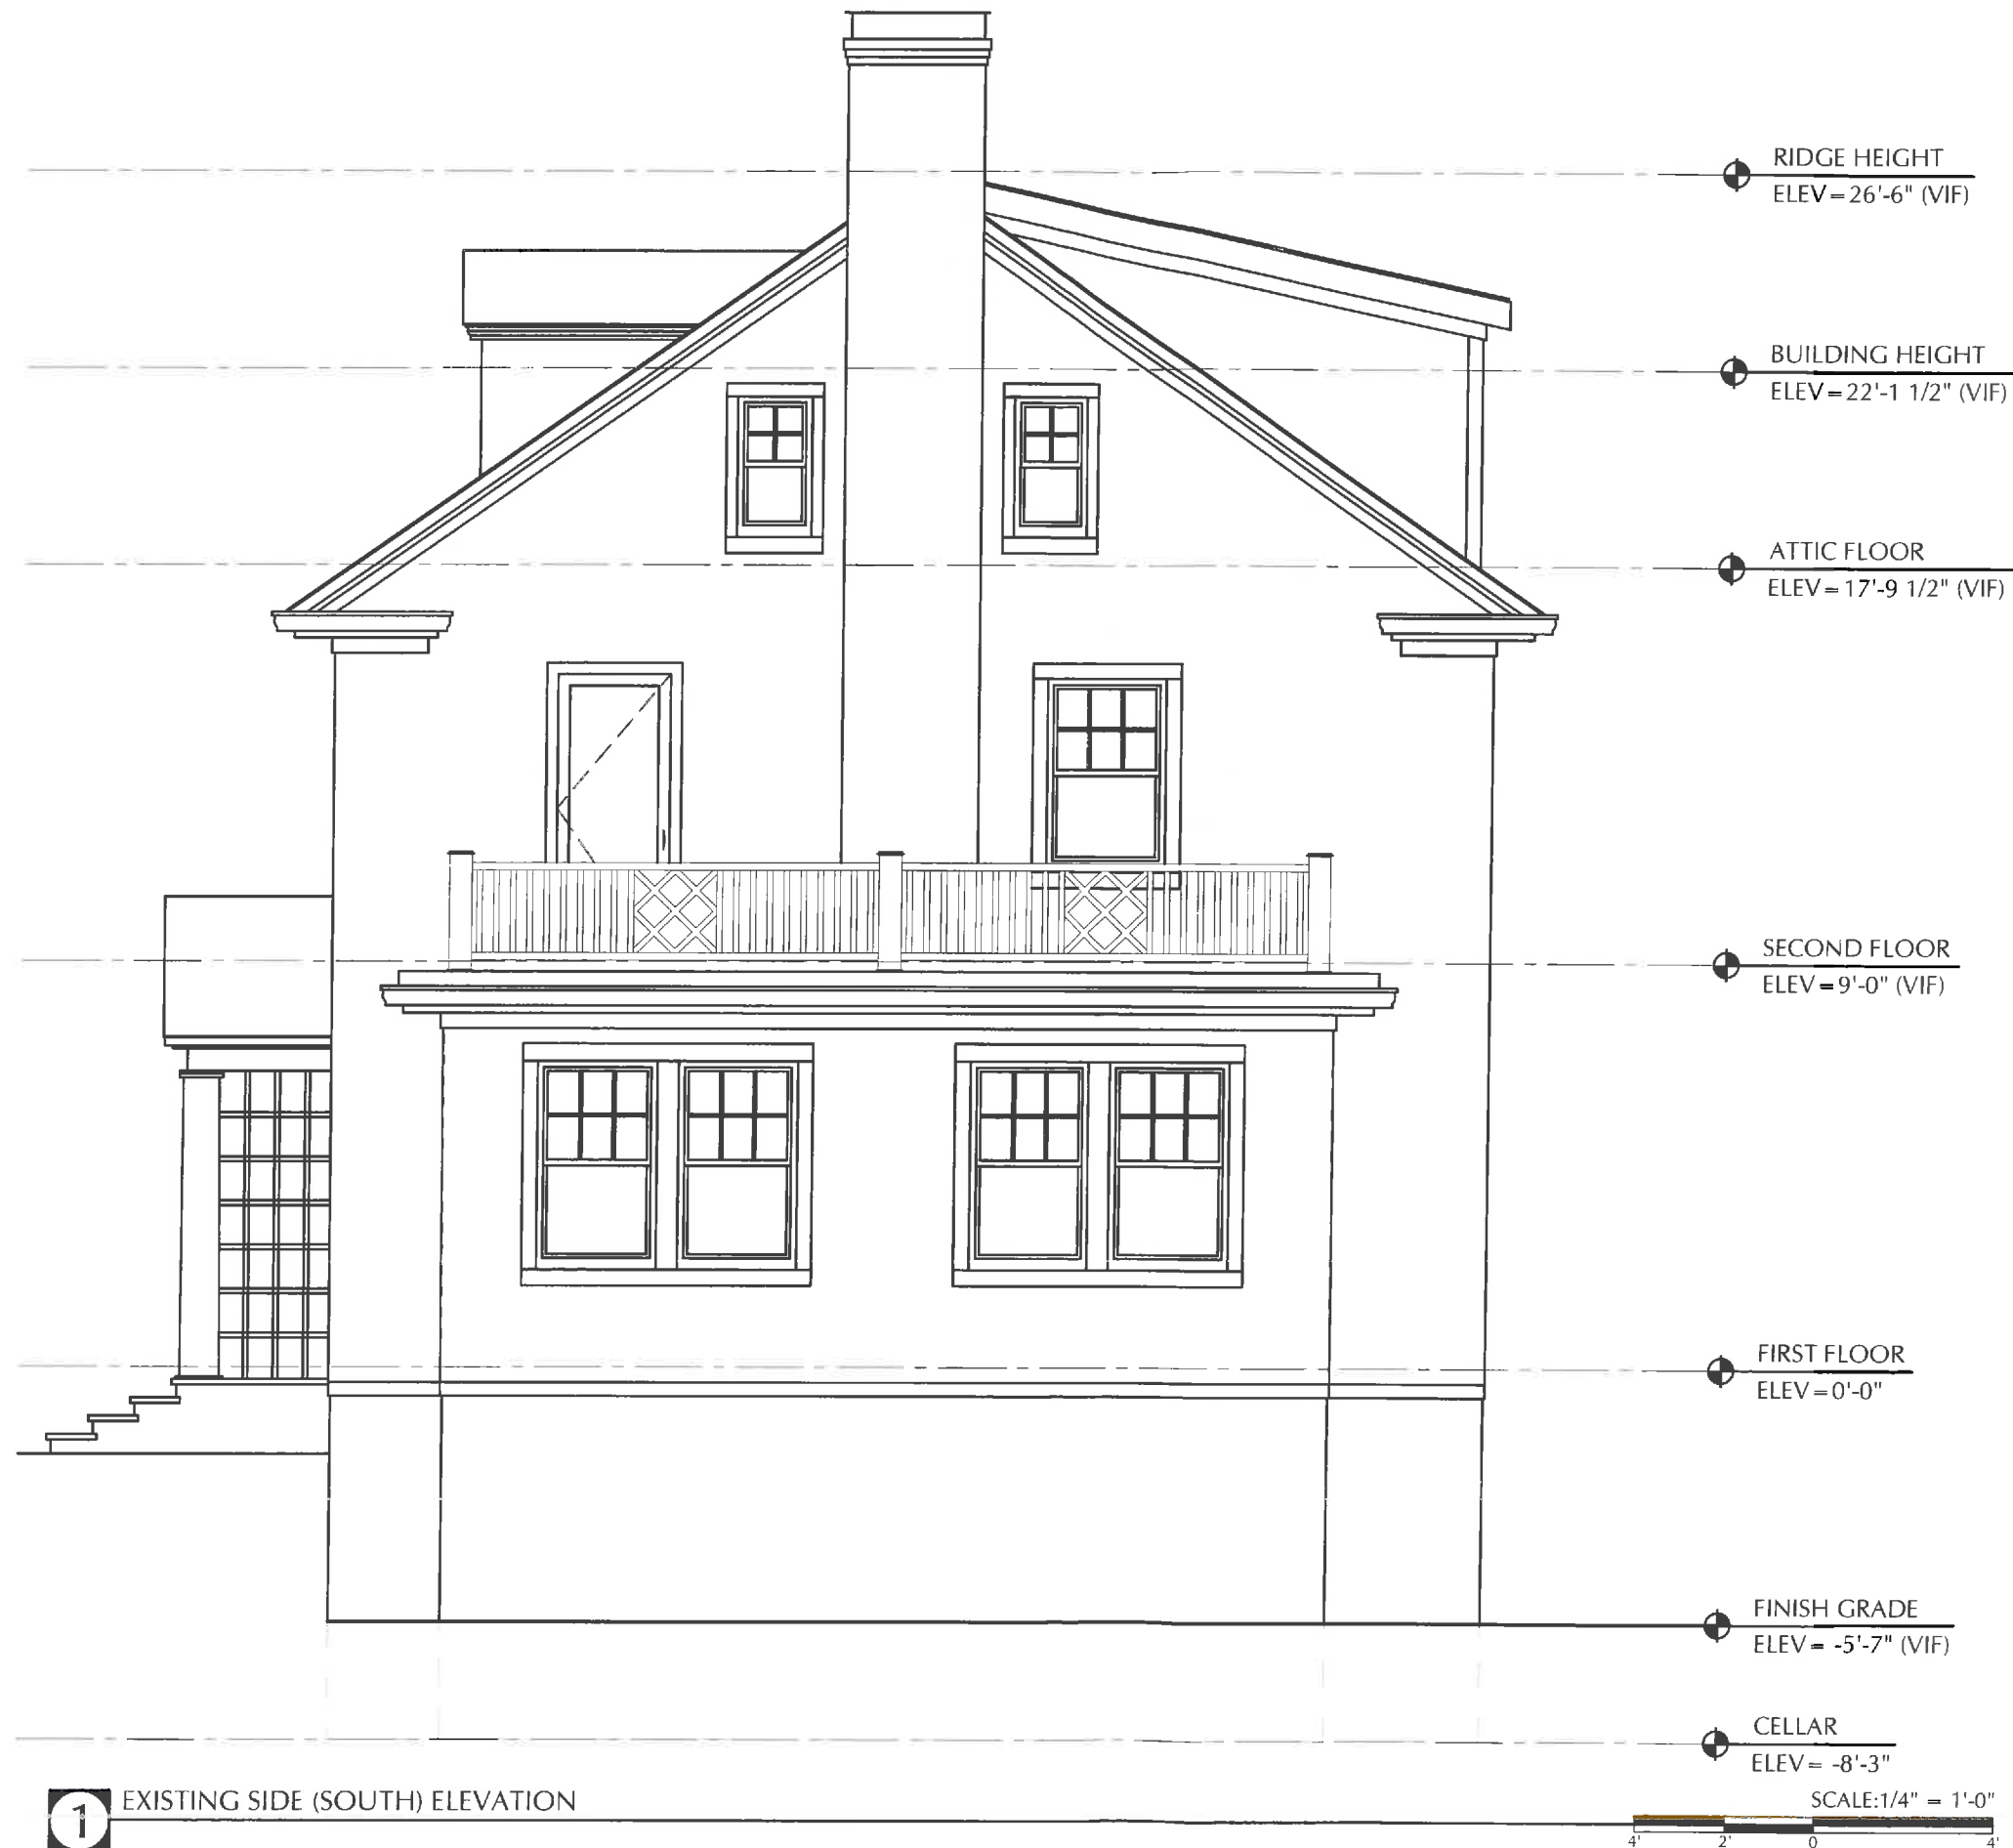 RIDGE HEIGHT
ELEV=26'-6" (VIF)
BUILDING HEIGHT
ELEV=22'-1 1/2" (VIF)
ATTIC FLOOR
ELEV=17'-9 1/2" (VIF)
SECOND FLOOR
ELEV=9'-0" (VIF)
FIRST FLOOR
ELEV=0'-0"
FINISH GRADE
ELEV= -5'-7" (VIF)
CELLAR
ELEV= -8'-3"
1 EXISTING SIDE (SOUTH) ELEVATION
SCALE:1/4" = 1'-0"
4' 2' 0 4'